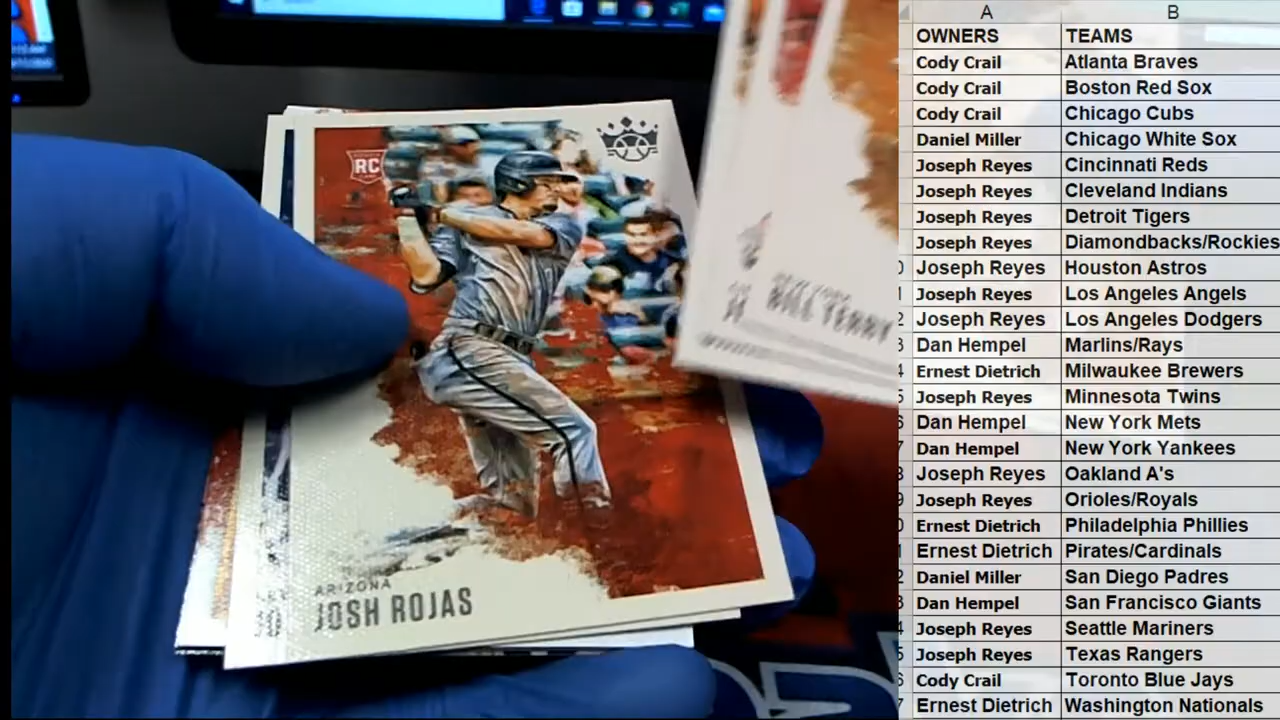 RC
ARIZONA
JOSH ROJAS
BILL TERRY
A B
OWNERS TEAMS
Cody Crail Atlanta Braves
Cody Crail Boston Red Sox
Cody Crail Chicago Cubs
Daniel Miller Chicago White Sox
Joseph Reyes Cincinnati Reds
Joseph Reyes Cleveland Indians
Joseph Reyes Detroit Tigers
Joseph Reyes Diamondbacks/Rockies
Joseph Reyes Houston Astros
Joseph Reyes Los Angeles Angels
Joseph Reyes Los Angeles Dodgers
Dan Hempel Marlins/Rays
Ernest Dietrich Milwaukee Brewers
Joseph Reyes Minnesota Twins
Dan Hempel New York Mets
Dan Hempel New York Yankees
Joseph Reyes Oakland A's
Joseph Reyes Orioles/Royals
Ernest Dietrich Philadelphia Phillies
Ernest Dietrich Pirates/Cardinals
Daniel Miller San Diego Padres
Dan Hempel San Francisco Giants
Joseph Reyes Seattle Mariners
Joseph Reyes Texas Rangers
Cody Crail Toronto Blue Jays
Ernest Dietrich Washington Nationals